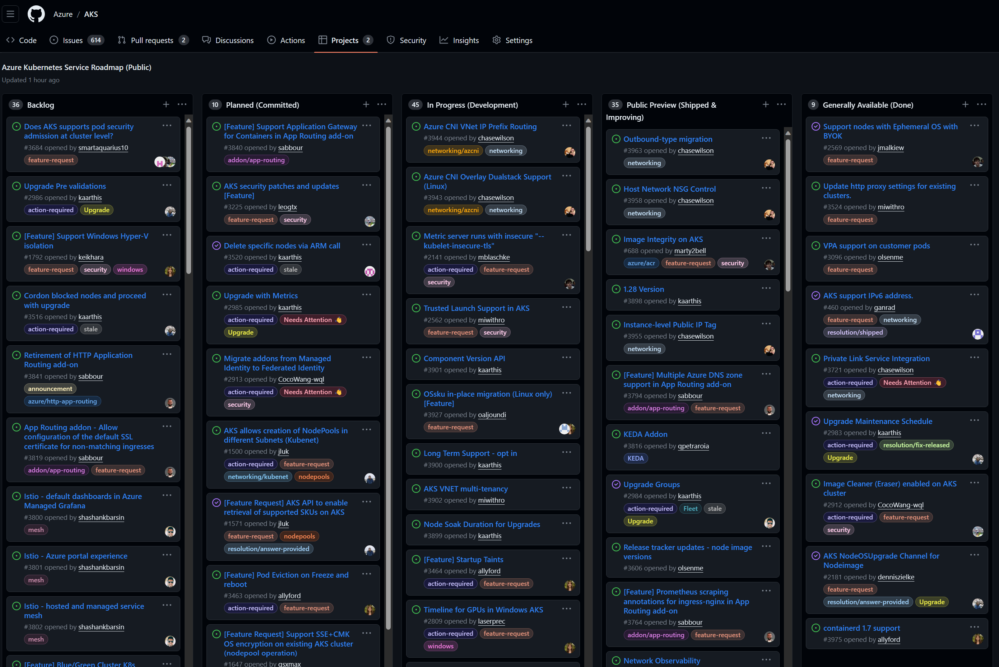 Azure / AKS
Code
Issues 614
Pull requests 2
Discussions
Actions
Projects 2
Security
Insights
Settings
Azure Kubernetes Service Roadmap (Public)
Updated 1 hour ago
36 Backlog
Does AKS supports pod security
admission at cluster level?
#3684 opened by smartaquarius10
feature-request
Upgrade Pre validations
#2986 opened by kaarthis
action-required Upgrade
[Feature] Support Windows Hyper-V
isolation
#1792 opened by keikhara
feature-request security windows
Cordon blocked nodes and proceed
with upgrade
#3516 opened by kaarthis
action-required stale
Retirement of HTTP Application
Routing add-on
#3841 opened by sabbour
announcement
azure/http-app-routing
App Routing addon - Allow
configuration of the default SSL
certificate for non-matching ingresses
#3819 opened by sabbour
addon/app-routing feature-request
Istio - default dashboards in Azure
Managed Grafana
#3800 opened by shashankbarsin
mesh
Istio - Azure portal experience
#3801 opened by shashankbarsin
mesh
Istio - hosted and managed service
mesh
#3802 opened by shashankbarsin
mesh
[Feature] Blue/Green Cluster K8s
10 Planned (Committed)
[Feature] Support Application Gateway
for Containers in App Routing add-on
#3840 opened by sabbour
addon/app-routing
AKS security patches and updates
[Feature]
#3225 opened by leogtx
feature-request security
Delete specific nodes via ARM call
#3520 opened by kaarthis
action-required stale
Upgrade with Metrics
#2985 opened by kaarthis
action-required Needs Attention 👋
Upgrade
Migrate addons from Managed
Identity to Federated Identity
#2913 opened by CocoWang-wql
action-required Needs Attention 👋
security
AKS allows creation of NodePools in
different Subnets (Kubenet)
#1500 opened by jluk
action-required feature-request
networking/kubenet nodepools
[Feature Request] AKS API to enable
retrieval of supported SKUs on AKS
#1571 opened by jluk
feature-request nodepools
resolution/answer-provided
[Feature] Pod Eviction on Freeze and
reboot
#3463 opened by allyford
action-required feature-request
[Feature Request] Support SSE+CMK
OS encryption on existing AKS cluster
(nodepool operation)
#1647 opened by qsxmax
45 In Progress (Development)
Azure CNI VNet IP Prefix Routing
#3944 opened by chasewilson
networking/azcni networking
Azure CNI Overlay Dualstack Support
(Linux)
#3943 opened by chasewilson
networking/azcni networking
Metric server runs with insecure "--
kubelet-insecure-tls"
#2141 opened by mblaschke
action-required feature-request
security
Trusted Launch Support in AKS
#2562 opened by miwithro
feature-request security
Component Version API
#3901 opened by kaarthis
OSsku in-place migration (Linux only)
[Feature]
#3927 opened by oaljoundi
feature-request
Long Term Support - opt in
#3900 opened by kaarthis
AKS VNET multi-tenancy
#3902 opened by miwithro
Node Soak Duration for Upgrades
#3899 opened by kaarthis
[Feature] Startup Taints
#3464 opened by allyford
action-required feature-request
Timeline for GPUs in Windows AKS
#2809 opened by laserprec
action-required feature-request
windows
35 Public Preview (Shipped &
Improving)
Outbound-type migration
#3963 opened by chasewilson
networking
Host Network NSG Control
#3958 opened by chasewilson
networking
Image Integrity on AKS
#688 opened by marty2bell
azure/acr feature-request security
1.28 Version
#3898 opened by kaarthis
Instance-level Public IP Tag
#3955 opened by chasewilson
networking
[Feature] Multiple Azure DNS zone
support in App Routing add-on
#3794 opened by sabbour
addon/app-routing feature-request
KEDA Addon
#3816 opened by qpetraroia
KEDA
Upgrade Groups
#2984 opened by kaarthis
action-required Fleet stale
Upgrade
Release tracker updates - node image
versions
#3606 opened by olsenme
[Feature] Prometheus scraping
annotations for ingress-nginx in App
Routing add-on
#3764 opened by sabbour
addon/app-routing feature-request
Network Observability
9 Generally Available (Done)
Support nodes with Ephemeral OS with
BYOK
#2569 opened by jmalkiew
feature-request
Update http proxy settings for existing
clusters.
#3524 opened by miwithro
feature-request
VPA support on customer pods
#3096 opened by olsenme
feature-request
AKS support IPv6 address.
#460 opened by ganrad
feature-request networking
resolution/shipped
Private Link Service Integration
#3721 opened by chasewilson
action-required Needs Attention 👋
networking
Upgrade Maintenance Schedule
#2983 opened by kaarthis
action-required resolution/fix-released
Upgrade
Image Cleaner (Eraser) enabled on AKS
cluster
#2912 opened by CocoWang-wql
action-required feature-request
security
AKS NodeOSUpgrade Channel for
Nodeimage
#2181 opened by denniszielke
feature-request
resolution/answer-provided Upgrade
containerd 1.7 support
#3975 opened by allyford